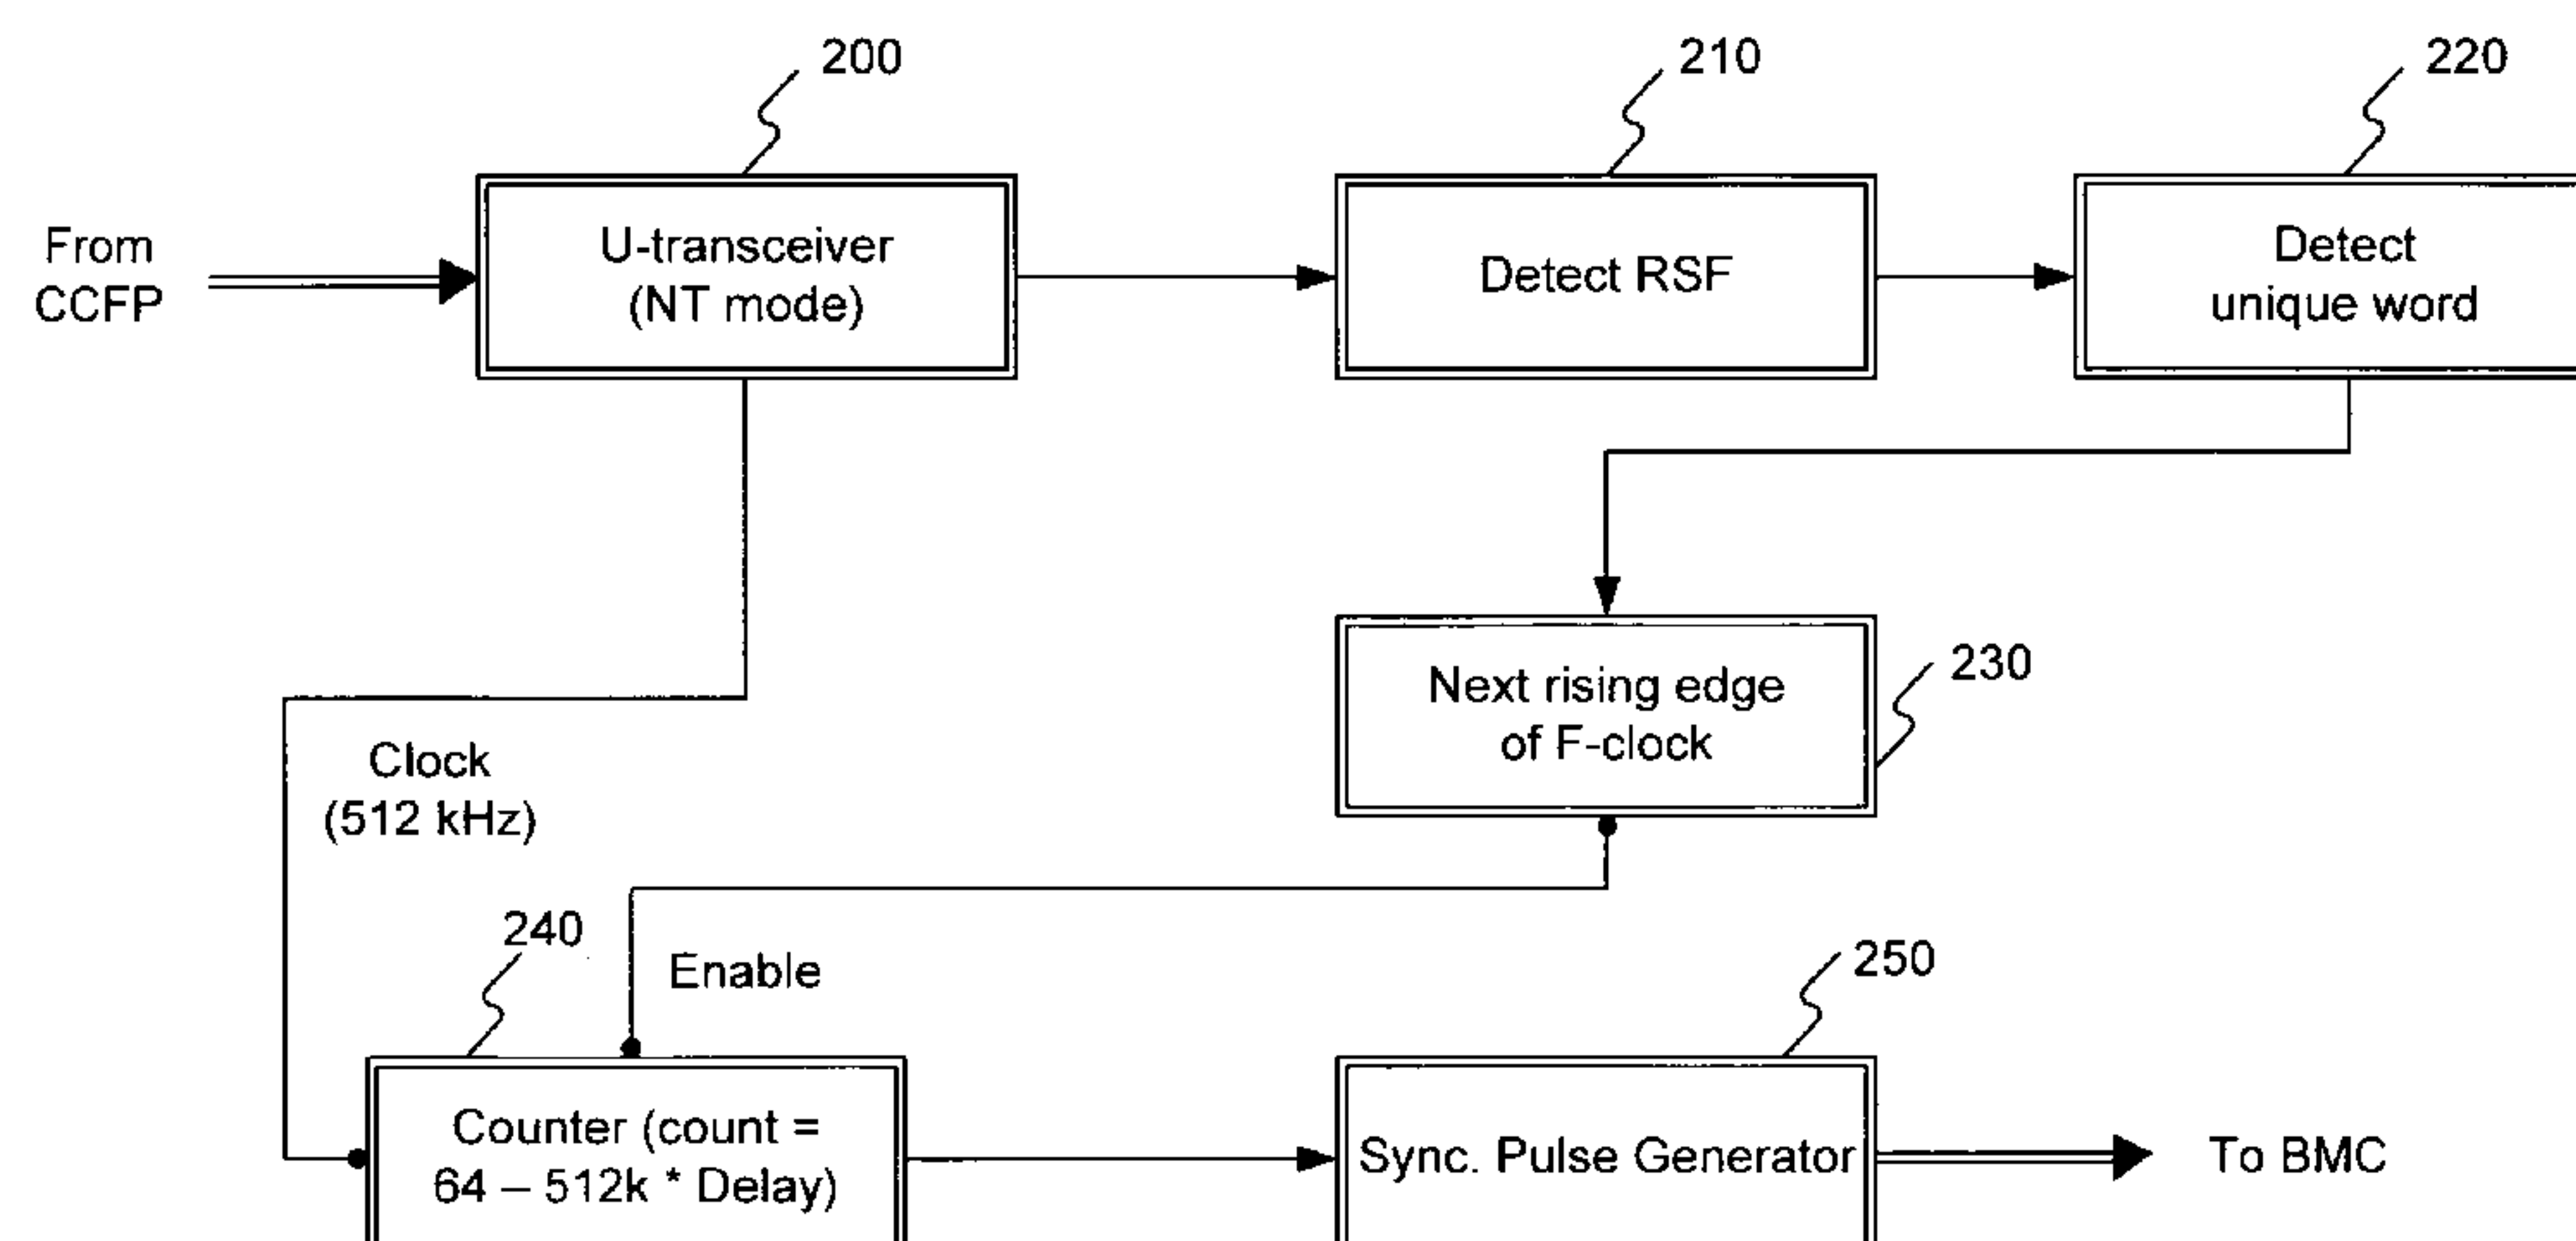 200
210
220
From
CCFP
U-transceiver
(NT mode)
Detect RSF
Detect
unique word
Next rising edge
of F-clock
230
Clock
(512 kHz)
240
Enable
250
Counter (count =
64 – 512k * Delay)
Sync. Pulse Generator
To BMC